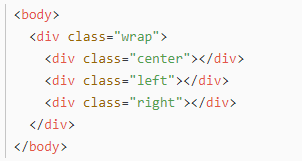 <body>
  <div class="wrap">
    <div class="center"></div>
    <div class="left"></div>
    <div class="right"></div>
  </div>
</body>